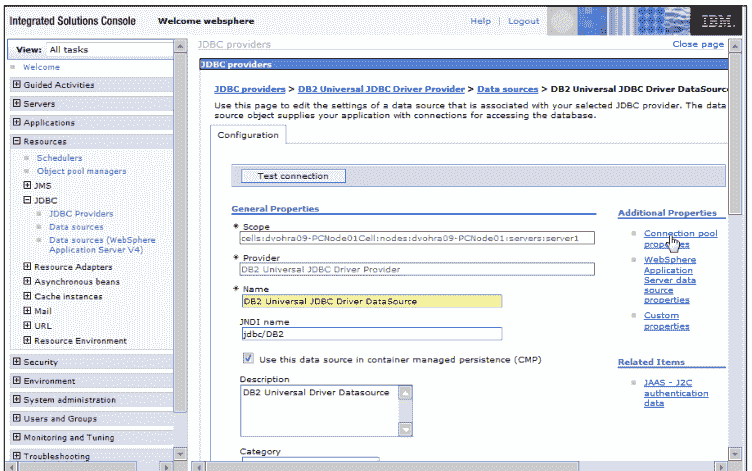 Integrated Solutions Console Welcome websphere Help | Logout IBM.
View: All tasks
Welcome
Guided Activities
Servers
Applications
Resources
Schedulers
Object pool managers
JMS
JDBC
JDBC Providers
Data sources
Data sources (WebSphere
Application Server V4)
Resource Adapters
Asynchronous beans
Cache instances
Mail
URL
Resource Environment
Security
Environment
System administration
Users and Groups
Monitoring and Tuning
Troubleshooting
JDBC providers Close page
JDBC providers
JDBC providers > DB2 Universal JDBC Driver Provider > Data sources > DB2 Universal JDBC Driver DataSourc
Use this page to edit the settings of a data source that is associated with your selected JDBC provider. The data
source object supplies your application with connections for accessing the database.
Configuration
Test connection
General Properties
* Scope
cells:dvohra09-PCNode01Cell:nodes:dvohra09-PCNode01:servers:server1
* Provider
DB2 Universal JDBC Driver Provider
* Name
DB2 Universal JDBC Driver DataSource
JNDI name
jdbc/DB2
Use this data source in container managed persistence (CMP)
Description
DB2 Universal Driver Datasource
Category
Additional Properties
Connection pool
properties
WebSphere
Application
Server data
source
properties
Custom
properties
Related Items
JAAS - J2C
authentication
data